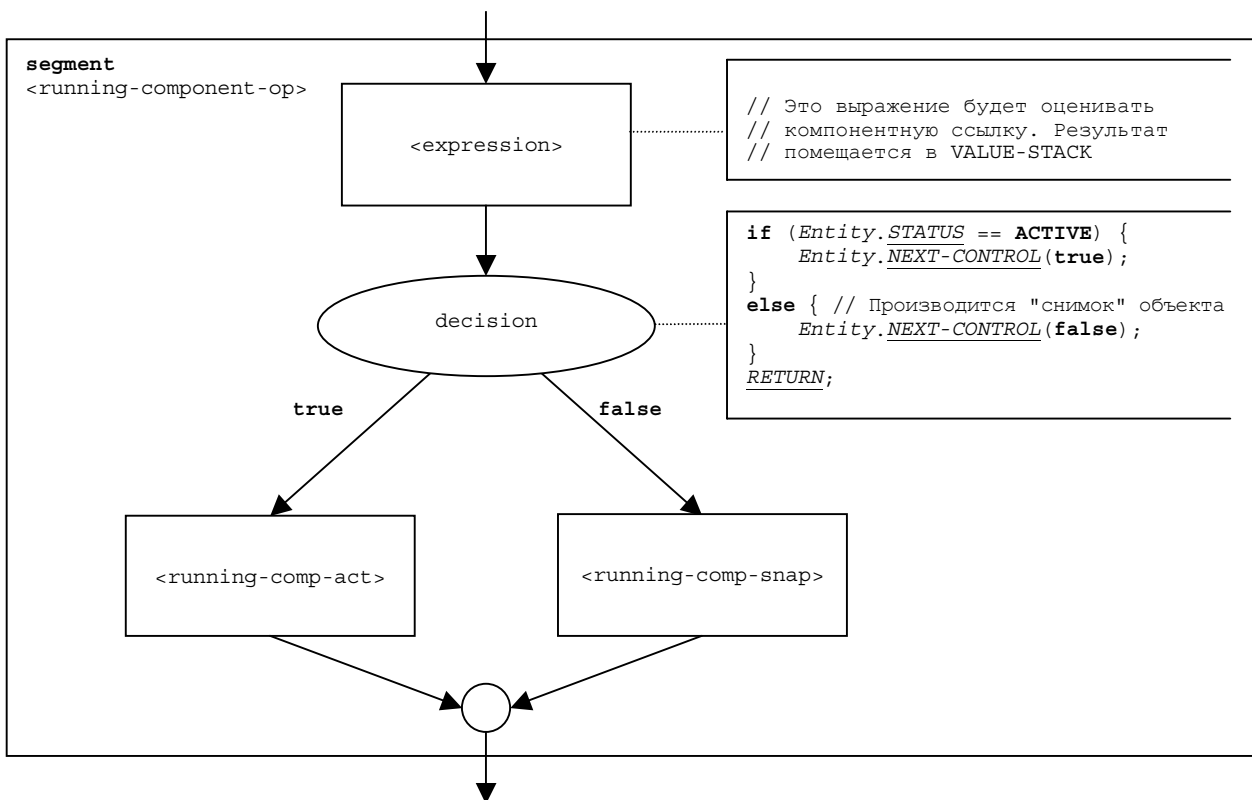 segment
<running-component-op>
<expression>
// Это выражение будет оценивать
// компонентную ссылку. Результат
// помещается в VALUE-STACK
decision
if (Entity.STATUS == ACTIVE) {
    Entity.NEXT-CONTROL(true);
}
else { // Производится "снимок" объекта
    Entity.NEXT-CONTROL(false);
}
RETURN;
true
false
<running-comp-act>
<running-comp-snap>